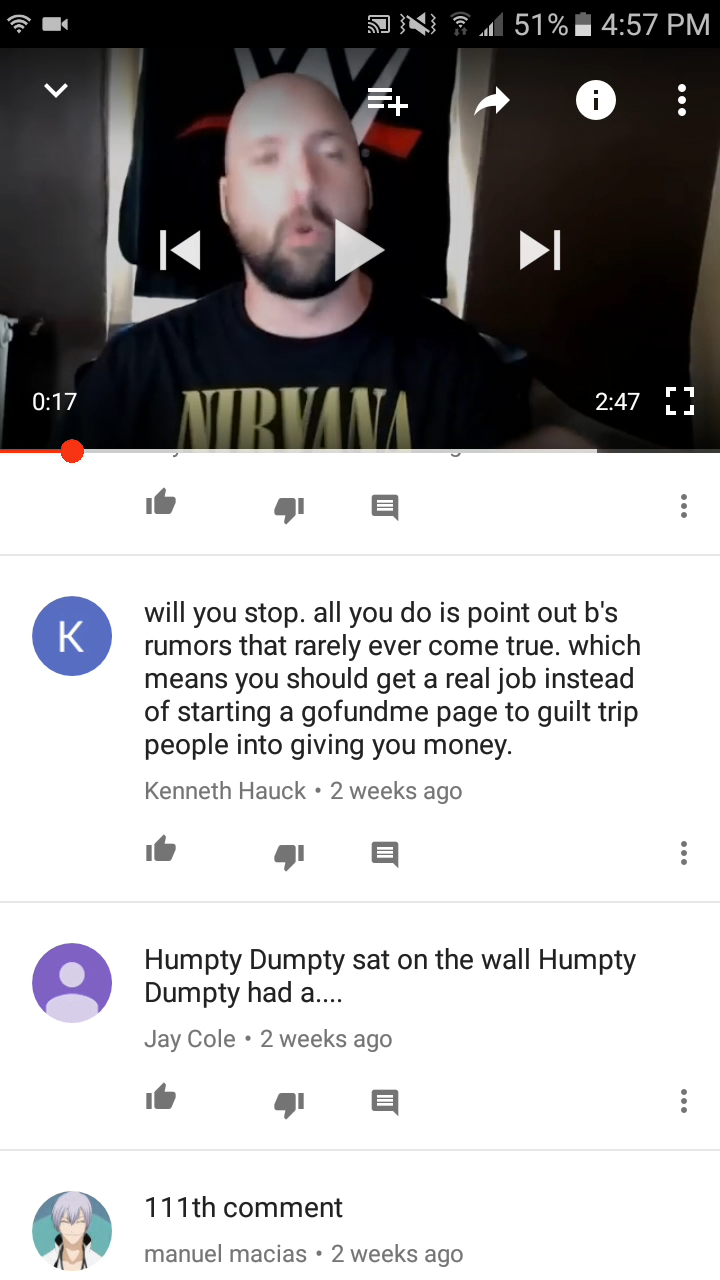 51% 4:57 PM
NIRVANA
0:17
2:47
will you stop. all you do is point out b's
rumors that rarely ever come true. which
means you should get a real job instead
of starting a gofundme page to guilt trip
people into giving you money.
Kenneth Hauck • 2 weeks ago
K
Humpty Dumpty sat on the wall Humpty
Dumpty had a....
Jay Cole • 2 weeks ago
111th comment
manuel macias • 2 weeks ago